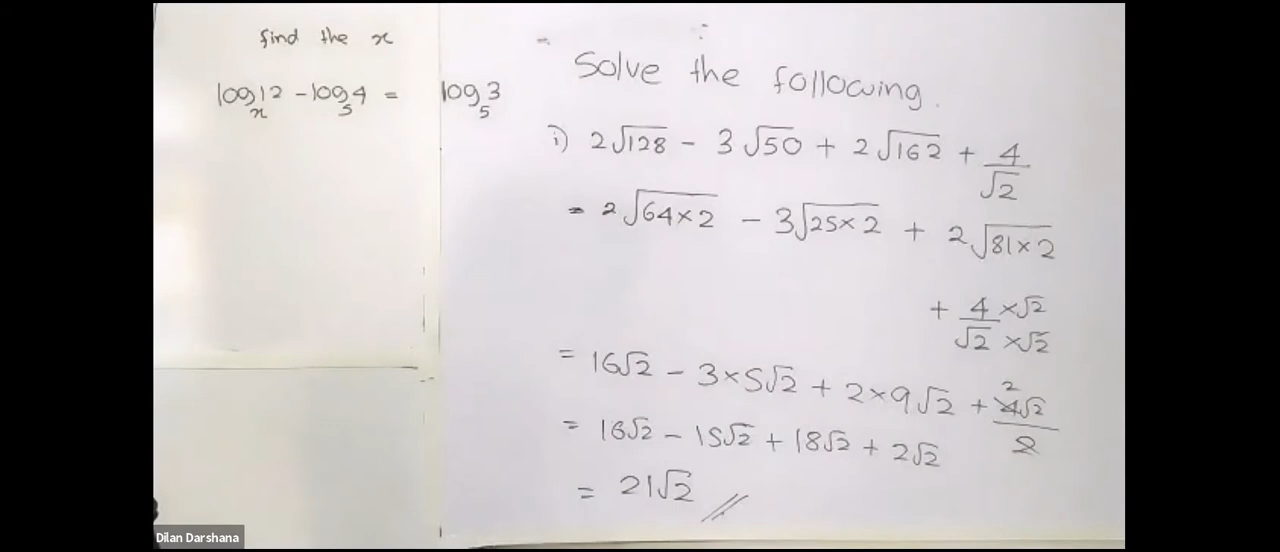 find the x
log_x 12 - log_5 4 = log_5 3
Solve the following.
i) 2√128 - 3√50 + 2√162 + 4/√2
= 2√(64×2) - 3√(25×2) + 2√(81×2)
+ (4×√2)/(√2×√2)
= 16√2 - 3×5√2 + 2×9√2 + 2 4√2/2
= 16√2 - 15√2 + 18√2 + 2√2
= 21√2 //
Dilan Darshana